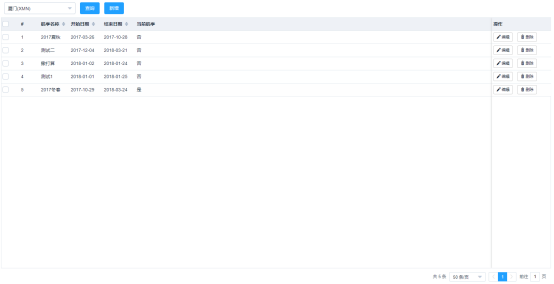 厦门(XMN) 查询 新增
# 航季名称 开始日期 结束日期 当前航季 操作
1 2017夏秋 2017-03-26 2017-10-28 否 编辑 删除
2 测试二 2017-12-04 2018-03-21 否 编辑 删除
3 2018-01-02 2018-01-24 否 编辑 删除
4 测试1 2018-01-01 2018-01-25 否 编辑 删除
5 2017冬春 2017-10-29 2018-03-24 是 编辑 删除
共 5 条 50 条/页 1 前往 1 页